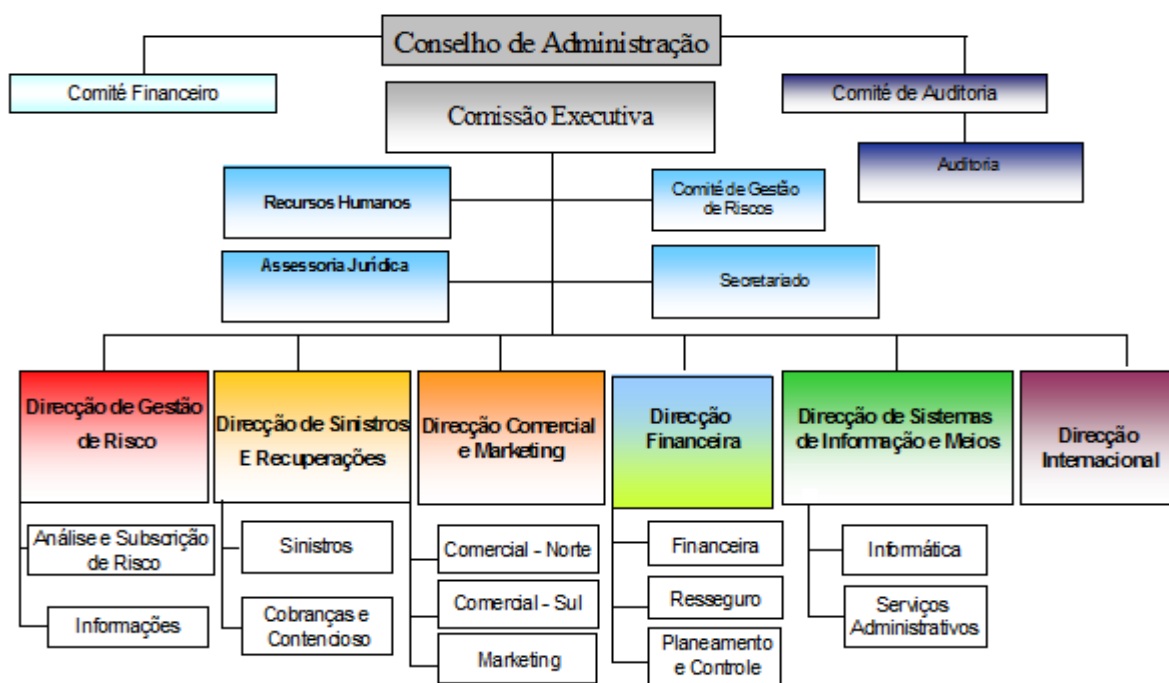 Conselho de Administração
Comité Financeiro
Comité de Auditoria
Comissão Executiva
Auditoria
Recursos Humanos
Comité de Gestão
de Riscos
Assessoria Jurídica
Secretariado
Direcção de Gestão
de Risco
Direcção de Sinistros
E Recuperações
Direcção Comercial
e Marketing
Direcção
Financeira
Direcção de Sistemas
de Informação e Meios
Direcção
Internacional
Análise e Subscrição
de Risco
Informações
Sinistros
Cobranças e
Contencioso
Comercial - Norte
Comercial - Sul
Marketing
Financeira
Resseguro
Planeamento
e Controle
Informática
Serviços
Administrativos